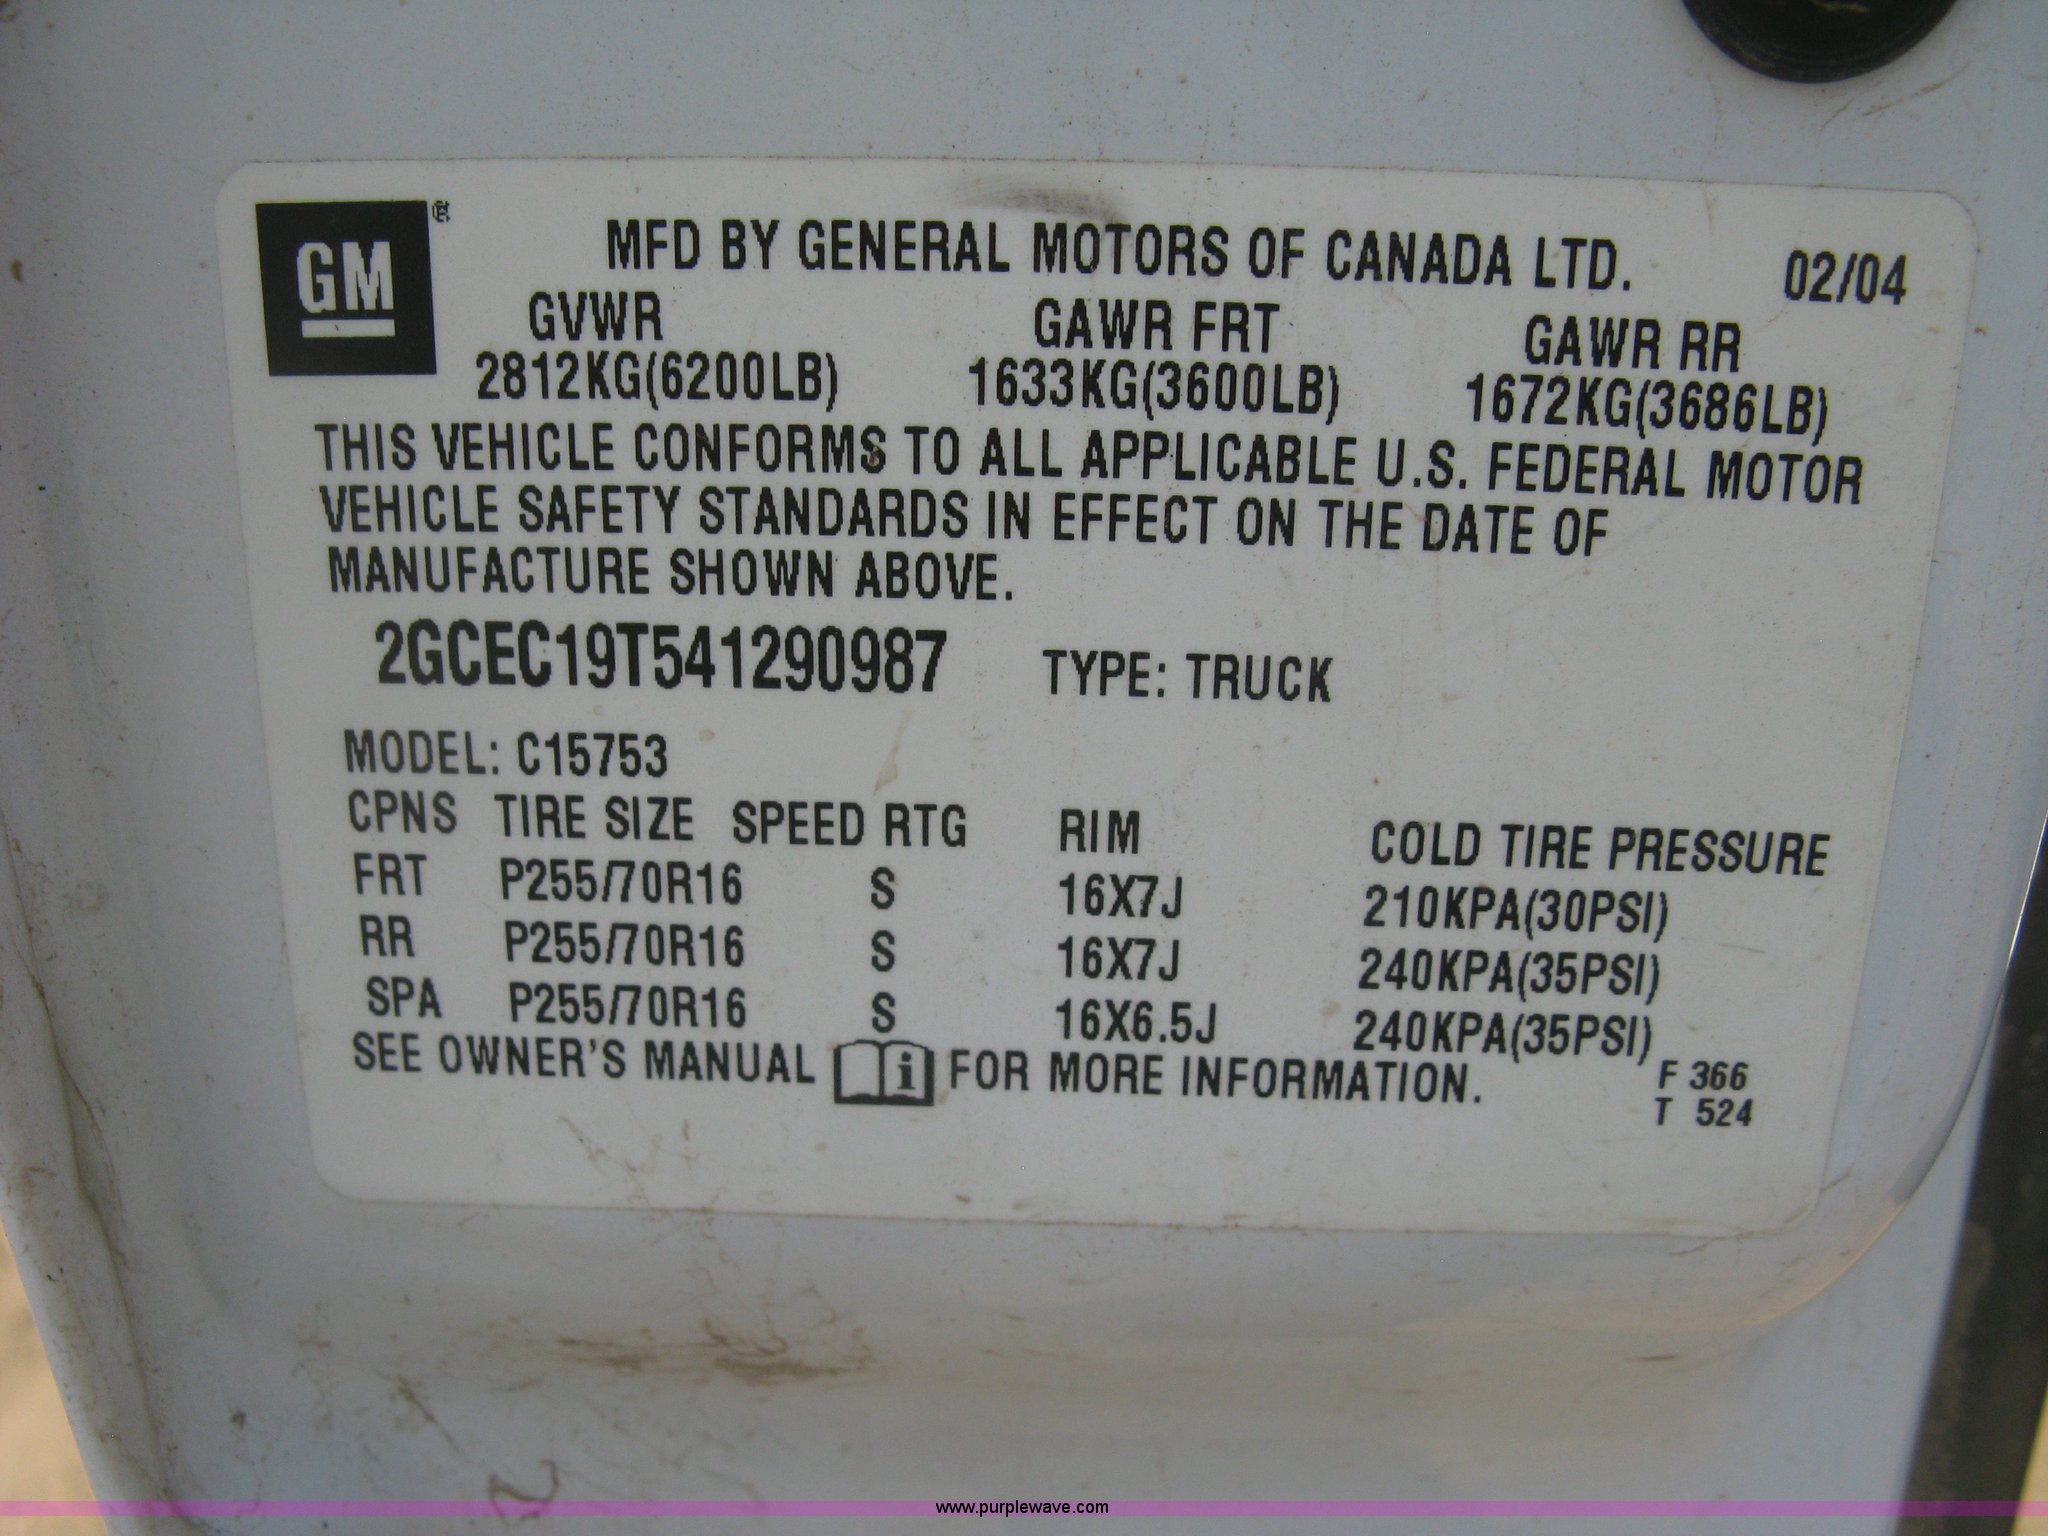 GM ®
MFD BY GENERAL MOTORS OF CANADA LTD. 02/04
GVWR GAWR FRT GAWR RR
2812KG(6200LB) 1633KG(3600LB) 1672KG(3686LB)
THIS VEHICLE CONFORMS TO ALL APPLICABLE U.S. FEDERAL MOTOR
VEHICLE SAFETY STANDARDS IN EFFECT ON THE DATE OF
MANUFACTURE SHOWN ABOVE.
2GCEC19T541290987 TYPE: TRUCK
MODEL: C15753
CPNS TIRE SIZE SPEED RTG RIM COLD TIRE PRESSURE
FRT P255/70R16 S 16X7J 210KPA(30PSI)
RR P255/70R16 S 16X7J 240KPA(35PSI)
SPA P255/70R16 S 16X6.5J 240KPA(35PSI)
SEE OWNER'S MANUAL i FOR MORE INFORMATION. F 366
T 524
www.purplewave.com